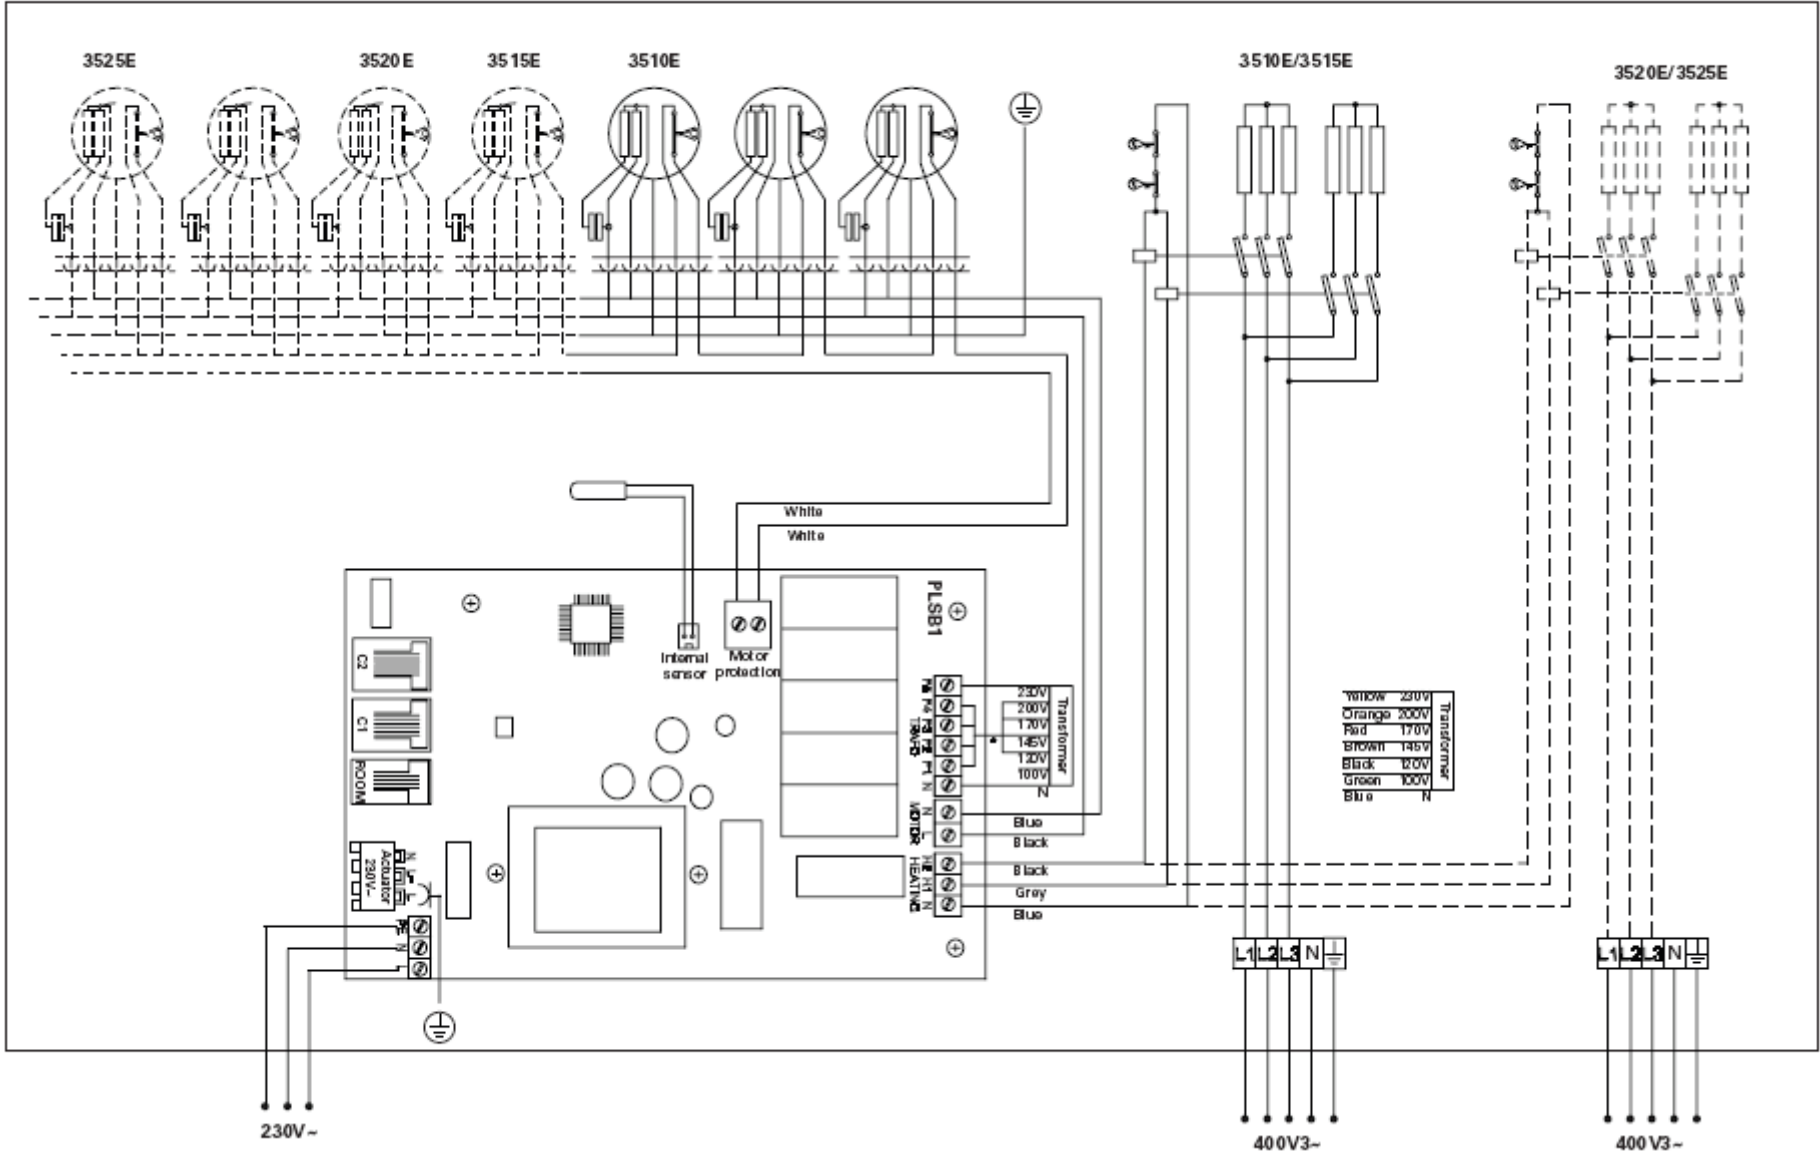 3525E
3520E
3515E
3510E
3510E/3515E
3520E/3525E
White
White
PLSB1
Internal
sensor
Motor
protection
C2
C1
ROOM
230V
200V
170V
145V
120V
100V
N
Transformer
N
MOTOR
N
L
Blue
Black
HEATING
H2
H1
N
Black
Grey
Blue
Actuator
230V~
N
L
N
L
Yellow 230V
Orange 200V
Red 170V
Brown 145V
Black 120V
Green 100V
Blue N
Transformer
L1 L2 L3 N
L1 L2 L3 N
230V~
400V3~
400V3~